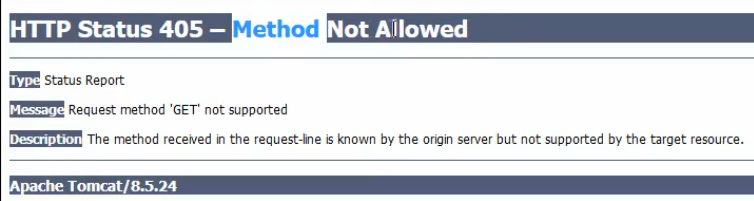 HTTP Status 405 – Method Not Allowed
Type Status Report
Message Request method 'GET' not supported
Description The method received in the request-line is known by the origin server but not supported by the target resource.
Apache Tomcat/8.5.24